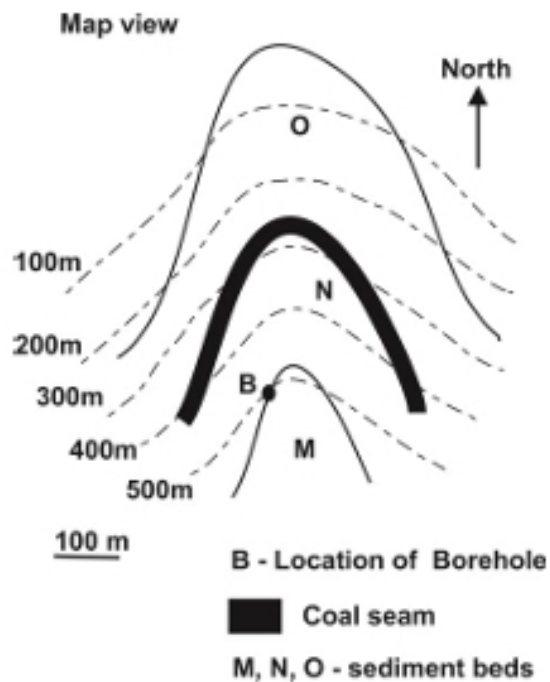 Map view
North
O
100m
N
200m
300m
B
400m
M
500m
100 m
B - Location of Borehole
Coal seam
M, N, O - sediment beds